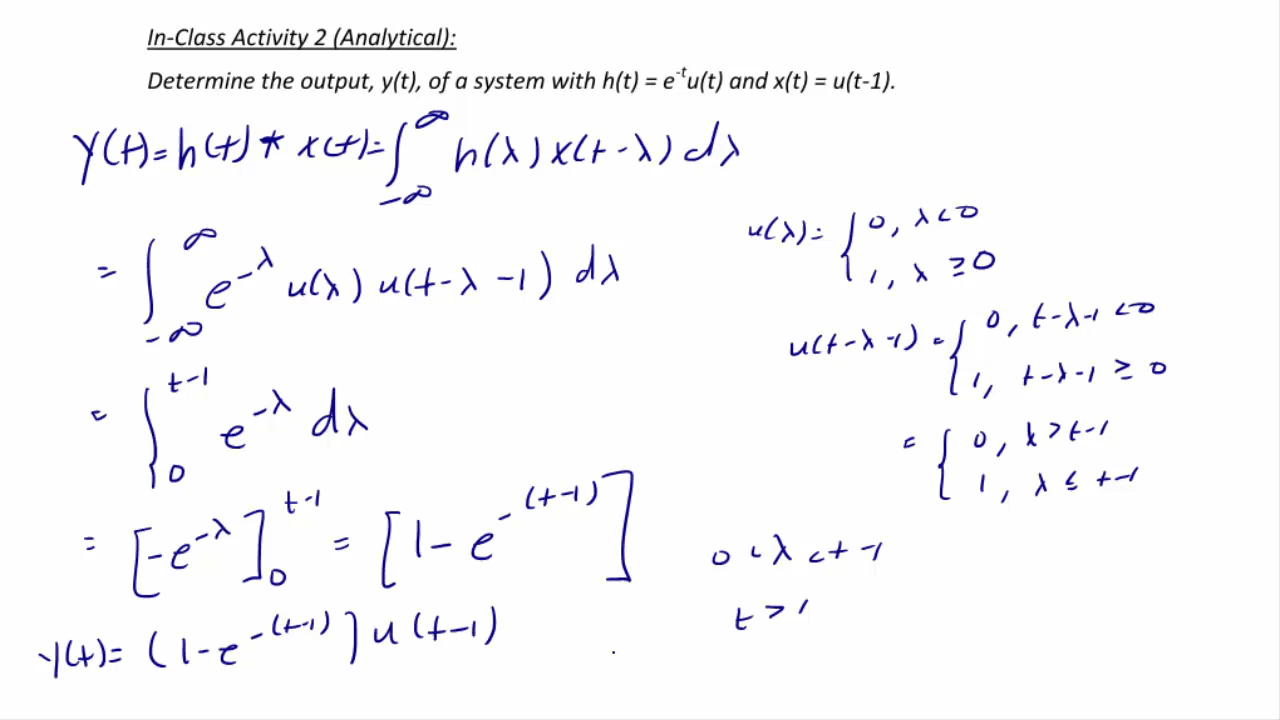 In-Class Activity 2 (Analytical):
Determine the output, y(t), of a system with h(t) = e^-t u(t) and x(t) = u(t-1).
y(t) = h(t) * x(t) = ∫_{-∞}^{∞} h(λ) x(t-λ) dλ
= ∫_{-∞}^{∞} e^{-λ} u(λ) u(t-λ-1) dλ
= ∫_{0}^{t-1} e^{-λ} dλ
= [-e^{-λ}]_{0}^{t-1} = [1 - e^{-(t-1)}]
y(t) = (1 - e^{-(t-1)}] u(t-1)
u(λ) = { 0, λ < 0
1, λ ≥ 0
u(t-λ-1) = { 0, t-λ-1 < 0
1, t-λ-1 ≥ 0
= { 0, λ > t-1
1, λ ≤ t-1
0 < λ < t-1
t > 1